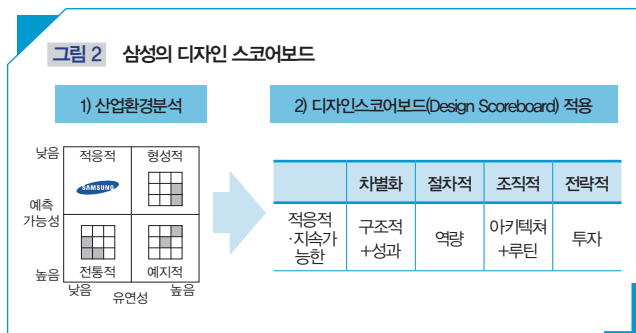 그림 2 삼성의 디자인 스코어보드
1) 산업환경분석
2) 디자인스코어보드(Design Scoreboard) 적용
낮음
적응적
형성적
SAMSUNG
예측
가능성
전통적
예지적
높음
낮음
유연성
높음
차별화 절차적 조직적 전략적
적응적
·지속가
능한
구조적
+성과
역량
아키텍쳐
+루틴
투자